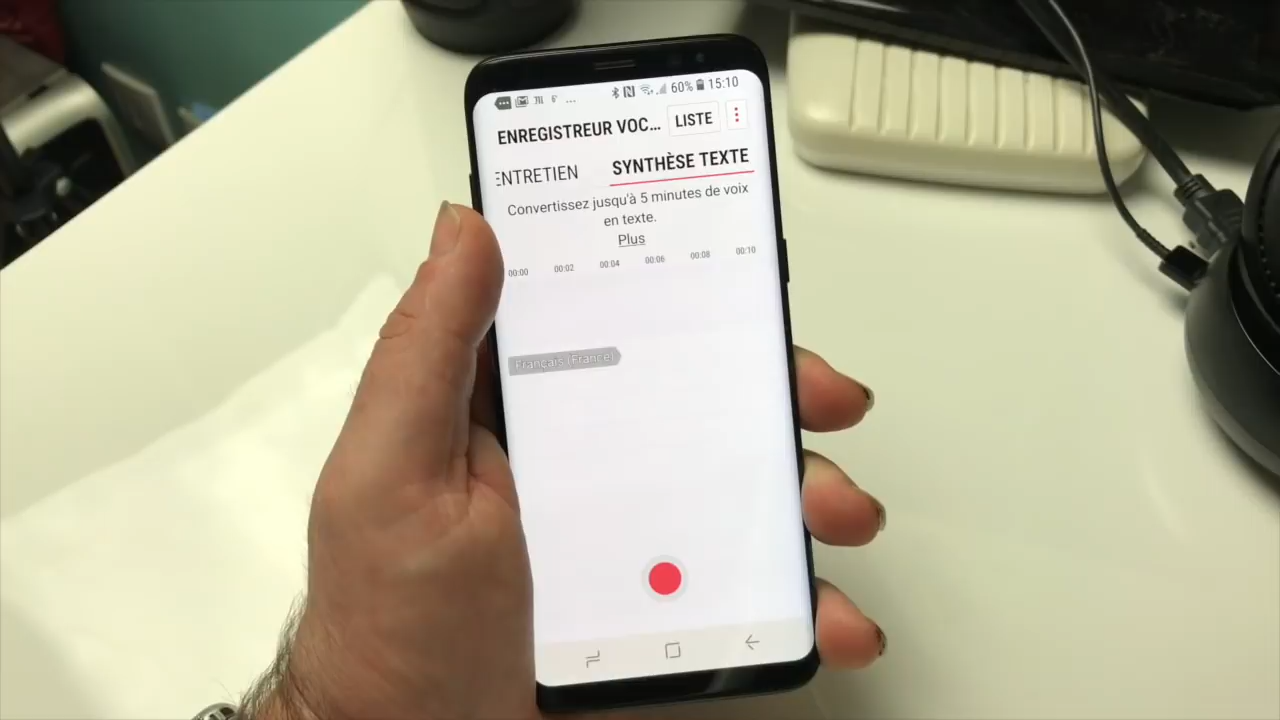 60% 15:10
ENREGISTREUR VOC... LISTE
ENTRETIEN SYNTHÈSE TEXTE
Convertissez jusqu'à 5 minutes de voix
en texte.
Plus
00:00 00:02 00:04 00:06 00:08 00:10
Français (France)